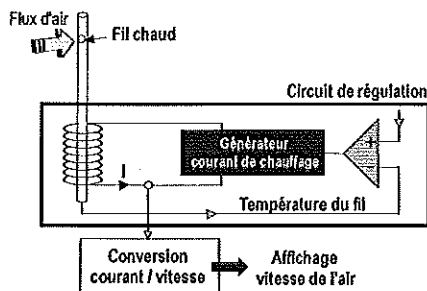 Flux d'air
Fil chaud
Circuit de régulation
Générateur
courant de chauffage
+
-
I
Température du fil
Conversion
courant / vitesse
Affichage
vitesse de l'air